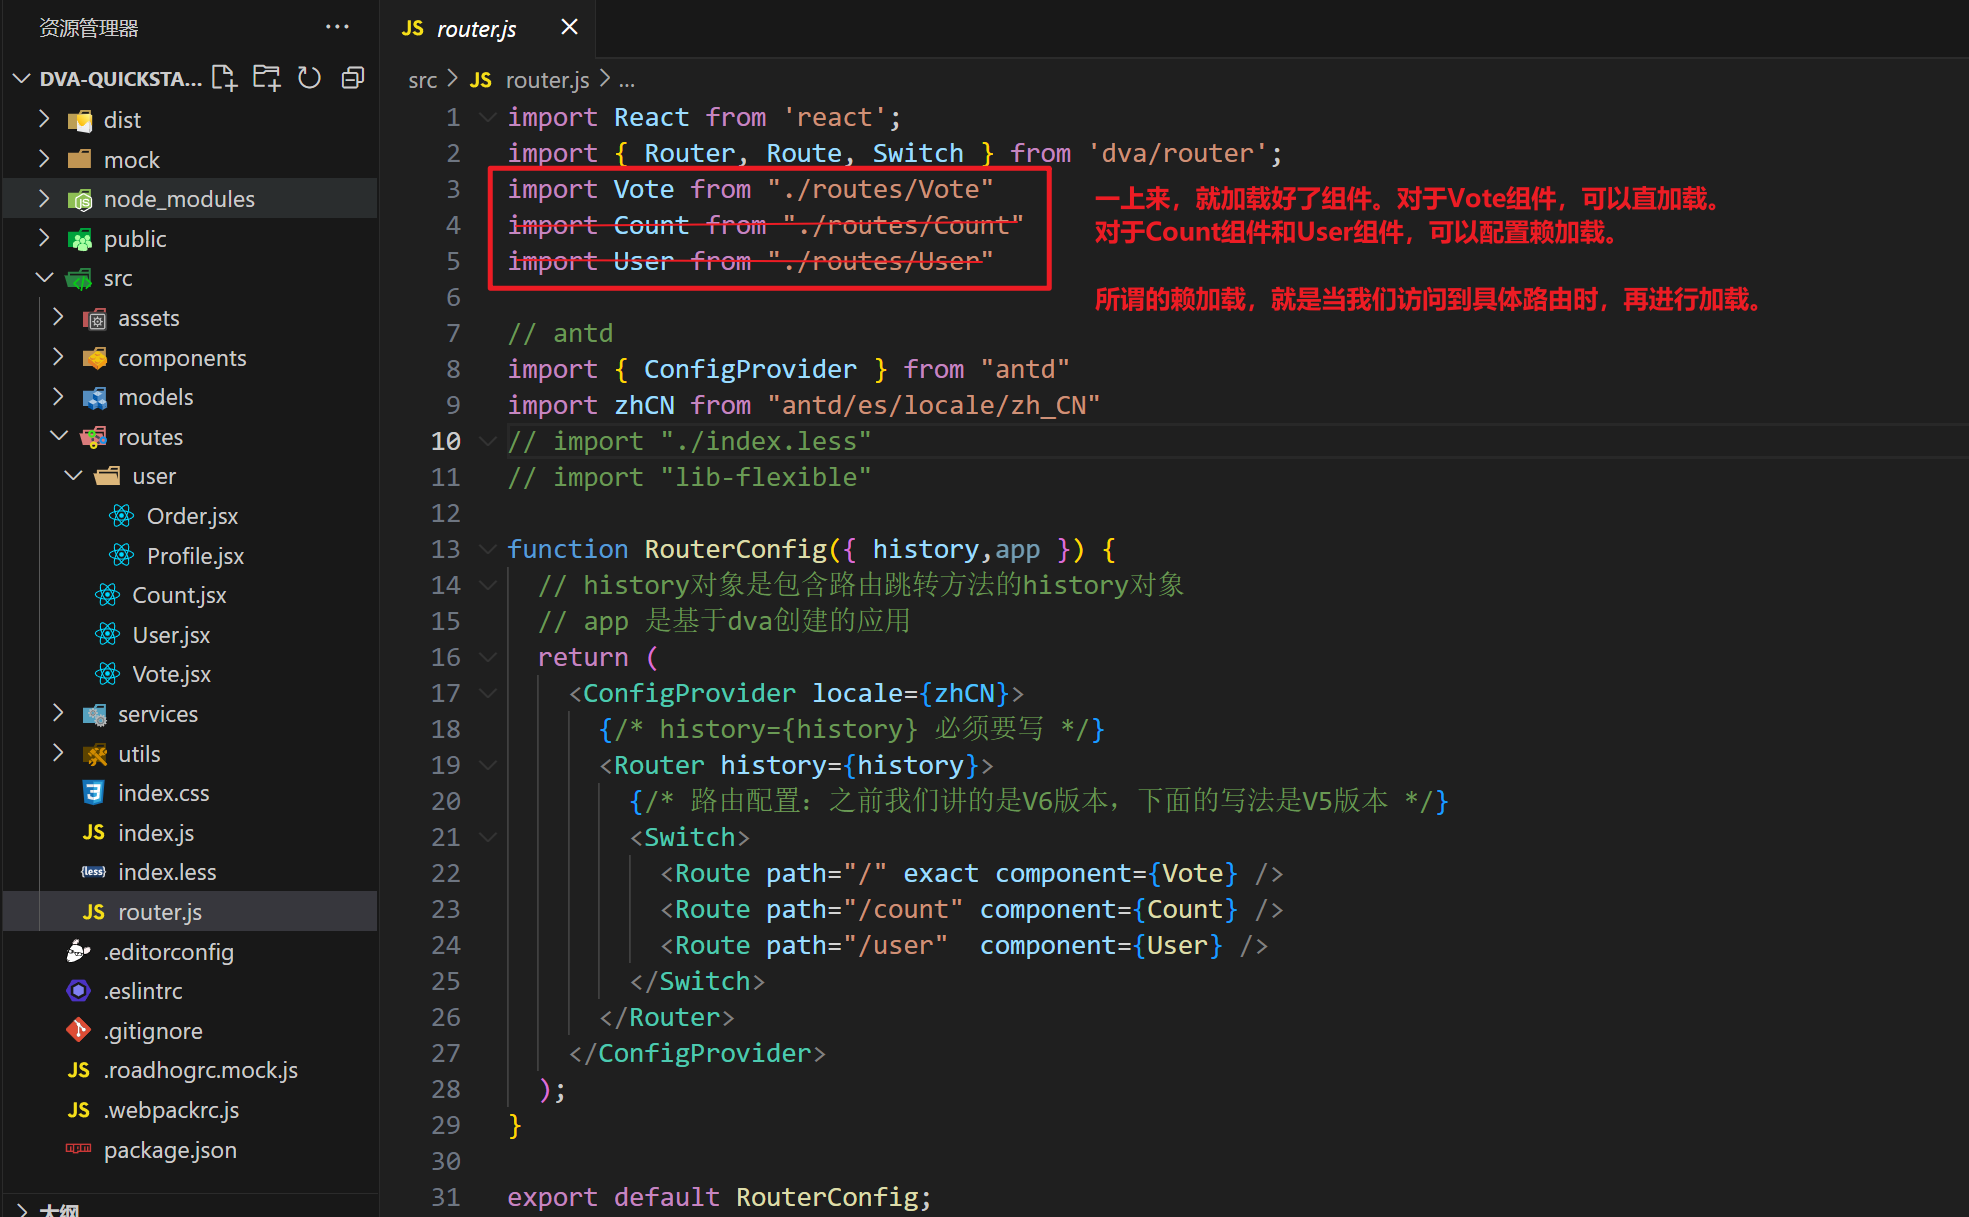 资源管理器
DVA-QUICKSTA...
dist
mock
node_modules
public
src
assets
components
models
routes
user
Order.jsx
Profile.jsx
Count.jsx
User.jsx
Vote.jsx
services
utils
index.css
index.js
index.less
router.js
.editorconfig
.eslintrc
.gitignore
.roadhogrc.mock.js
.webpackrc.js
package.json
大纲
JS router.js
src > JS router.js > ...
1 import React from 'react';
2 import { Router, Route, Switch } from 'dva/router';
3 import Vote from "./routes/Vote"
4 import Count from "./routes/Count"
5 import User from "./routes/User"
6
7 // antd
8 import { ConfigProvider } from "antd"
9 import zhCN from "antd/es/locale/zh_CN"
10 // import "./index.less"
11 // import "lib-flexible"
12
13 function RouterConfig({ history,app }) {
14 // history对象是包含路由跳转方法的history对象
15 // app 是基于dva创建的应用
16 return (
17 <ConfigProvider locale={zhCN}>
18 {/* history={history} 必须要写 */}
19 <Router history={history}>
20 {/* 路由配置：之前我们讲的是V6版本，下面的写法是V5版本 */}
21 <Switch>
22 <Route path="/" exact component={Vote} />
23 <Route path="/count" component={Count} />
24 <Route path="/user"  component={User} />
25 </Switch>
26 </Router>
27 </ConfigProvider>
28 );
29 }
30
31 export default RouterConfig;
一上来，就加载好了组件。对于Vote组件，可以直加载。
对于Count组件和User组件，可以配置赖加载。
所谓的赖加载，就是当我们访问到具体路由时，再进行加载。